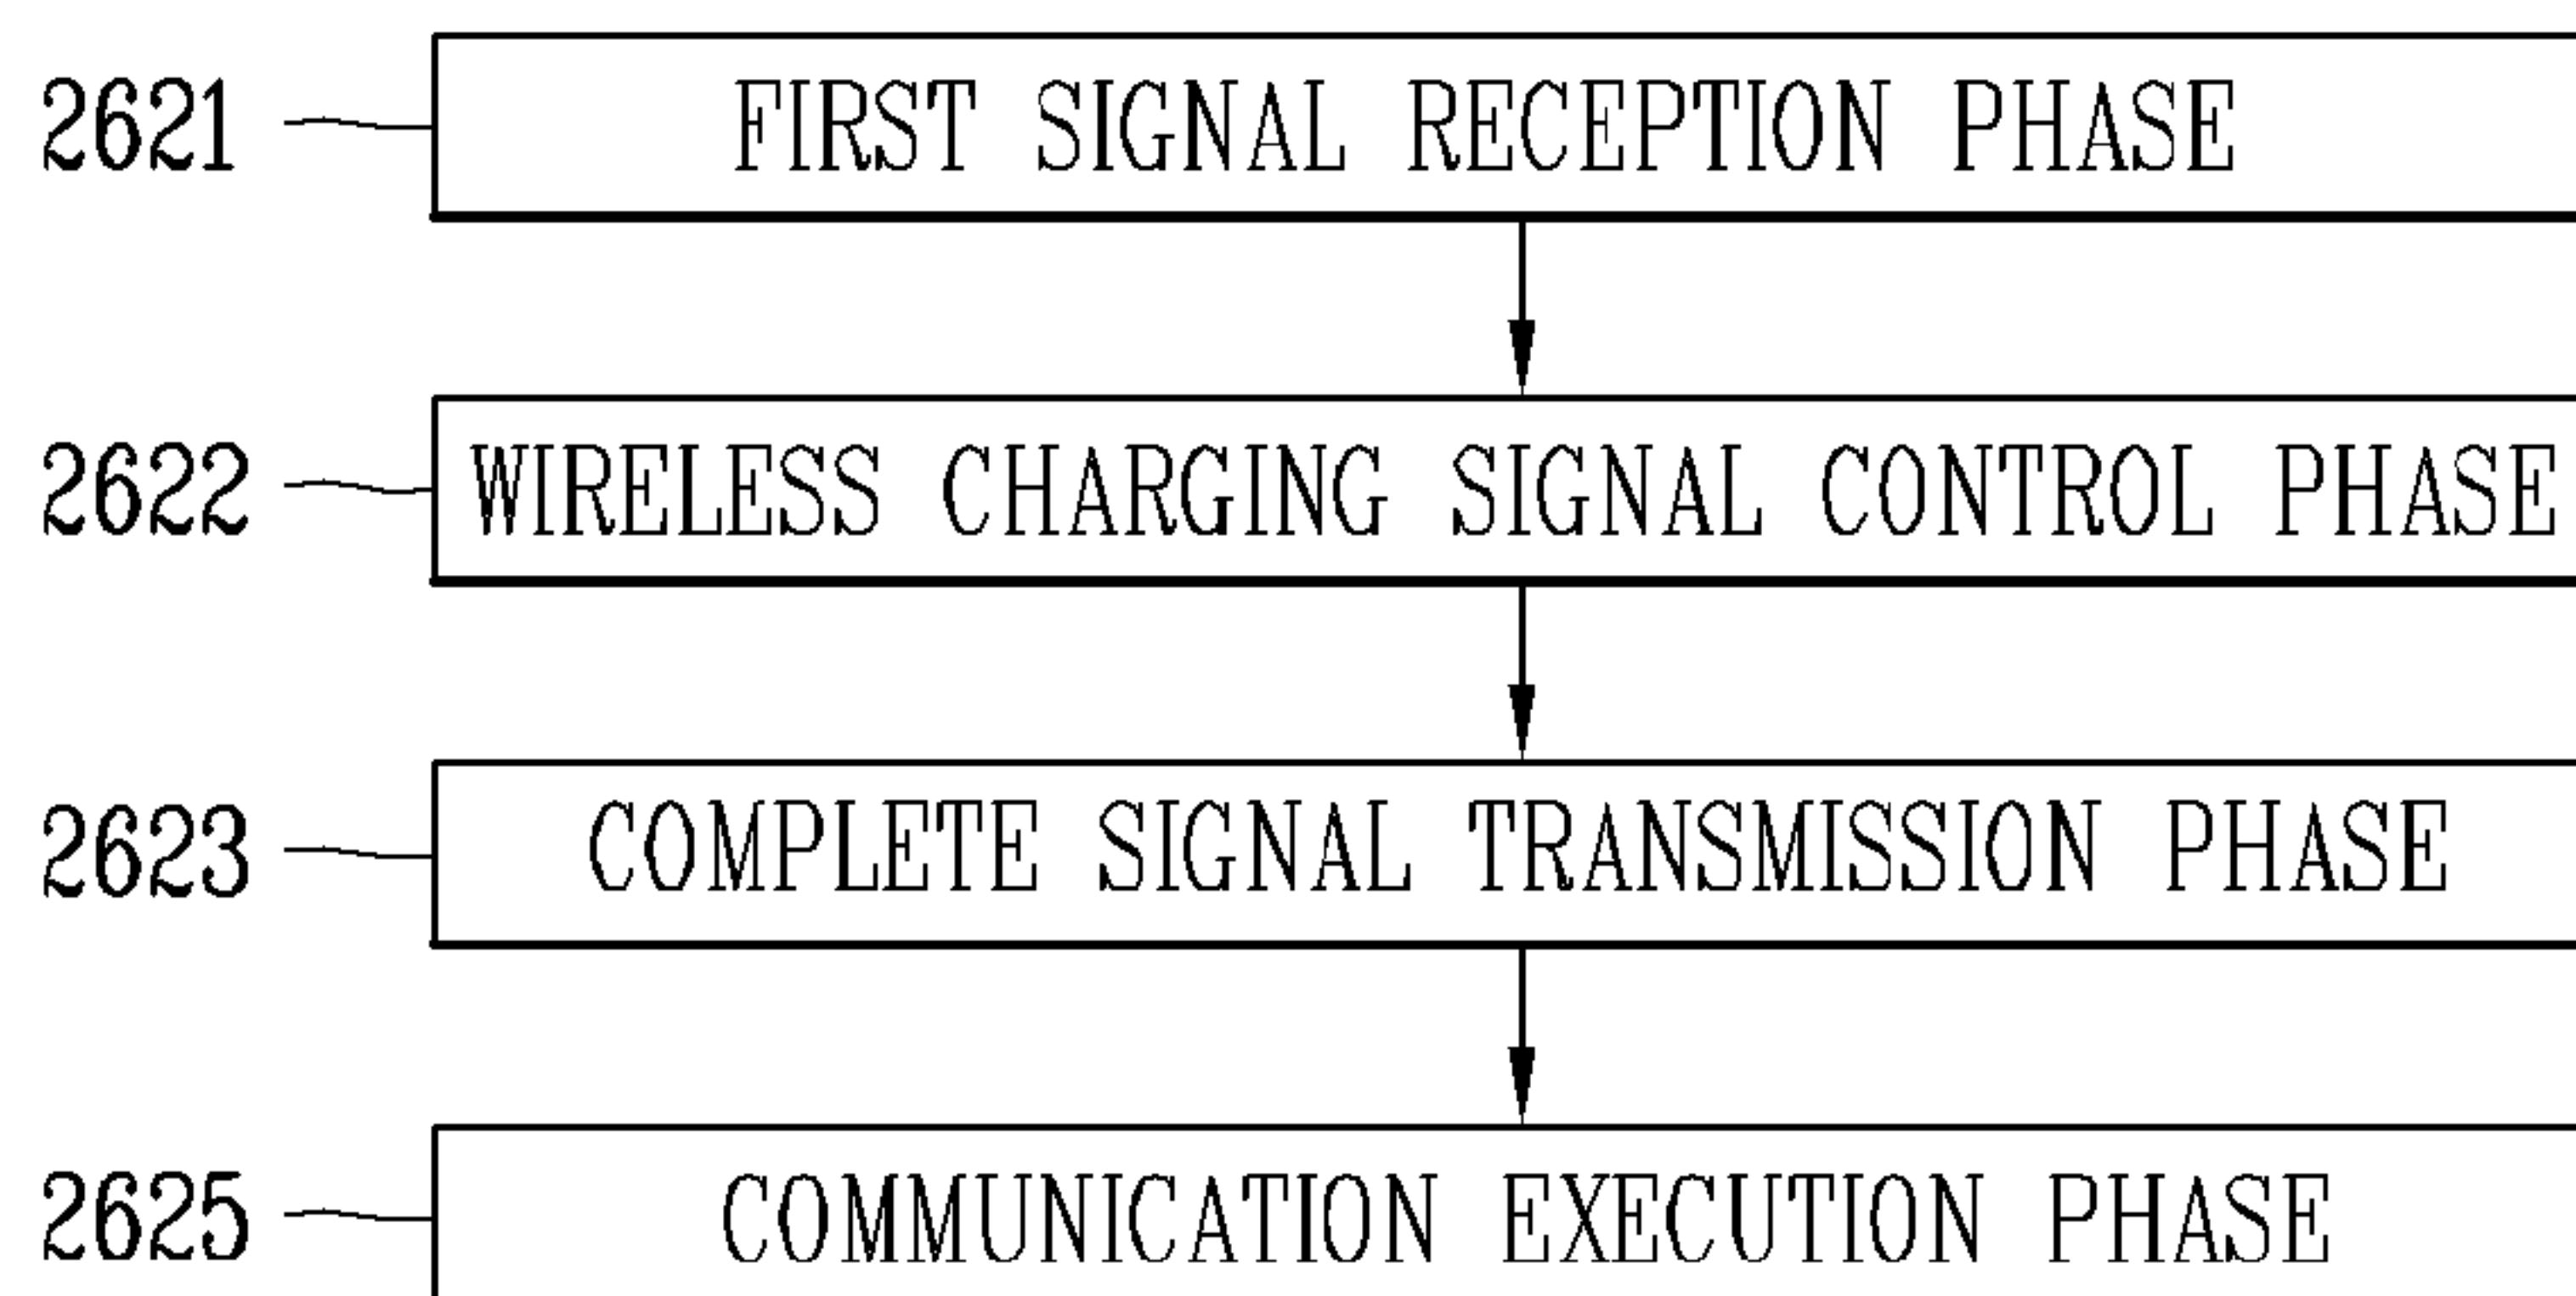 2621 FIRST SIGNAL RECEPTION PHASE
2622 WIRELESS CHARGING SIGNAL CONTROL PHASE
2623 COMPLETE SIGNAL TRANSMISSION PHASE
2625 COMMUNICATION EXECUTION PHASE